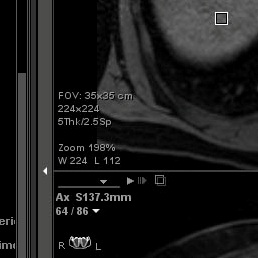 FOV: 35x35 cm
224x224
5Thk/2.5Sp
Zoom 198%
W 224 L 112
Ax S137.3mm
64 / 86
R L